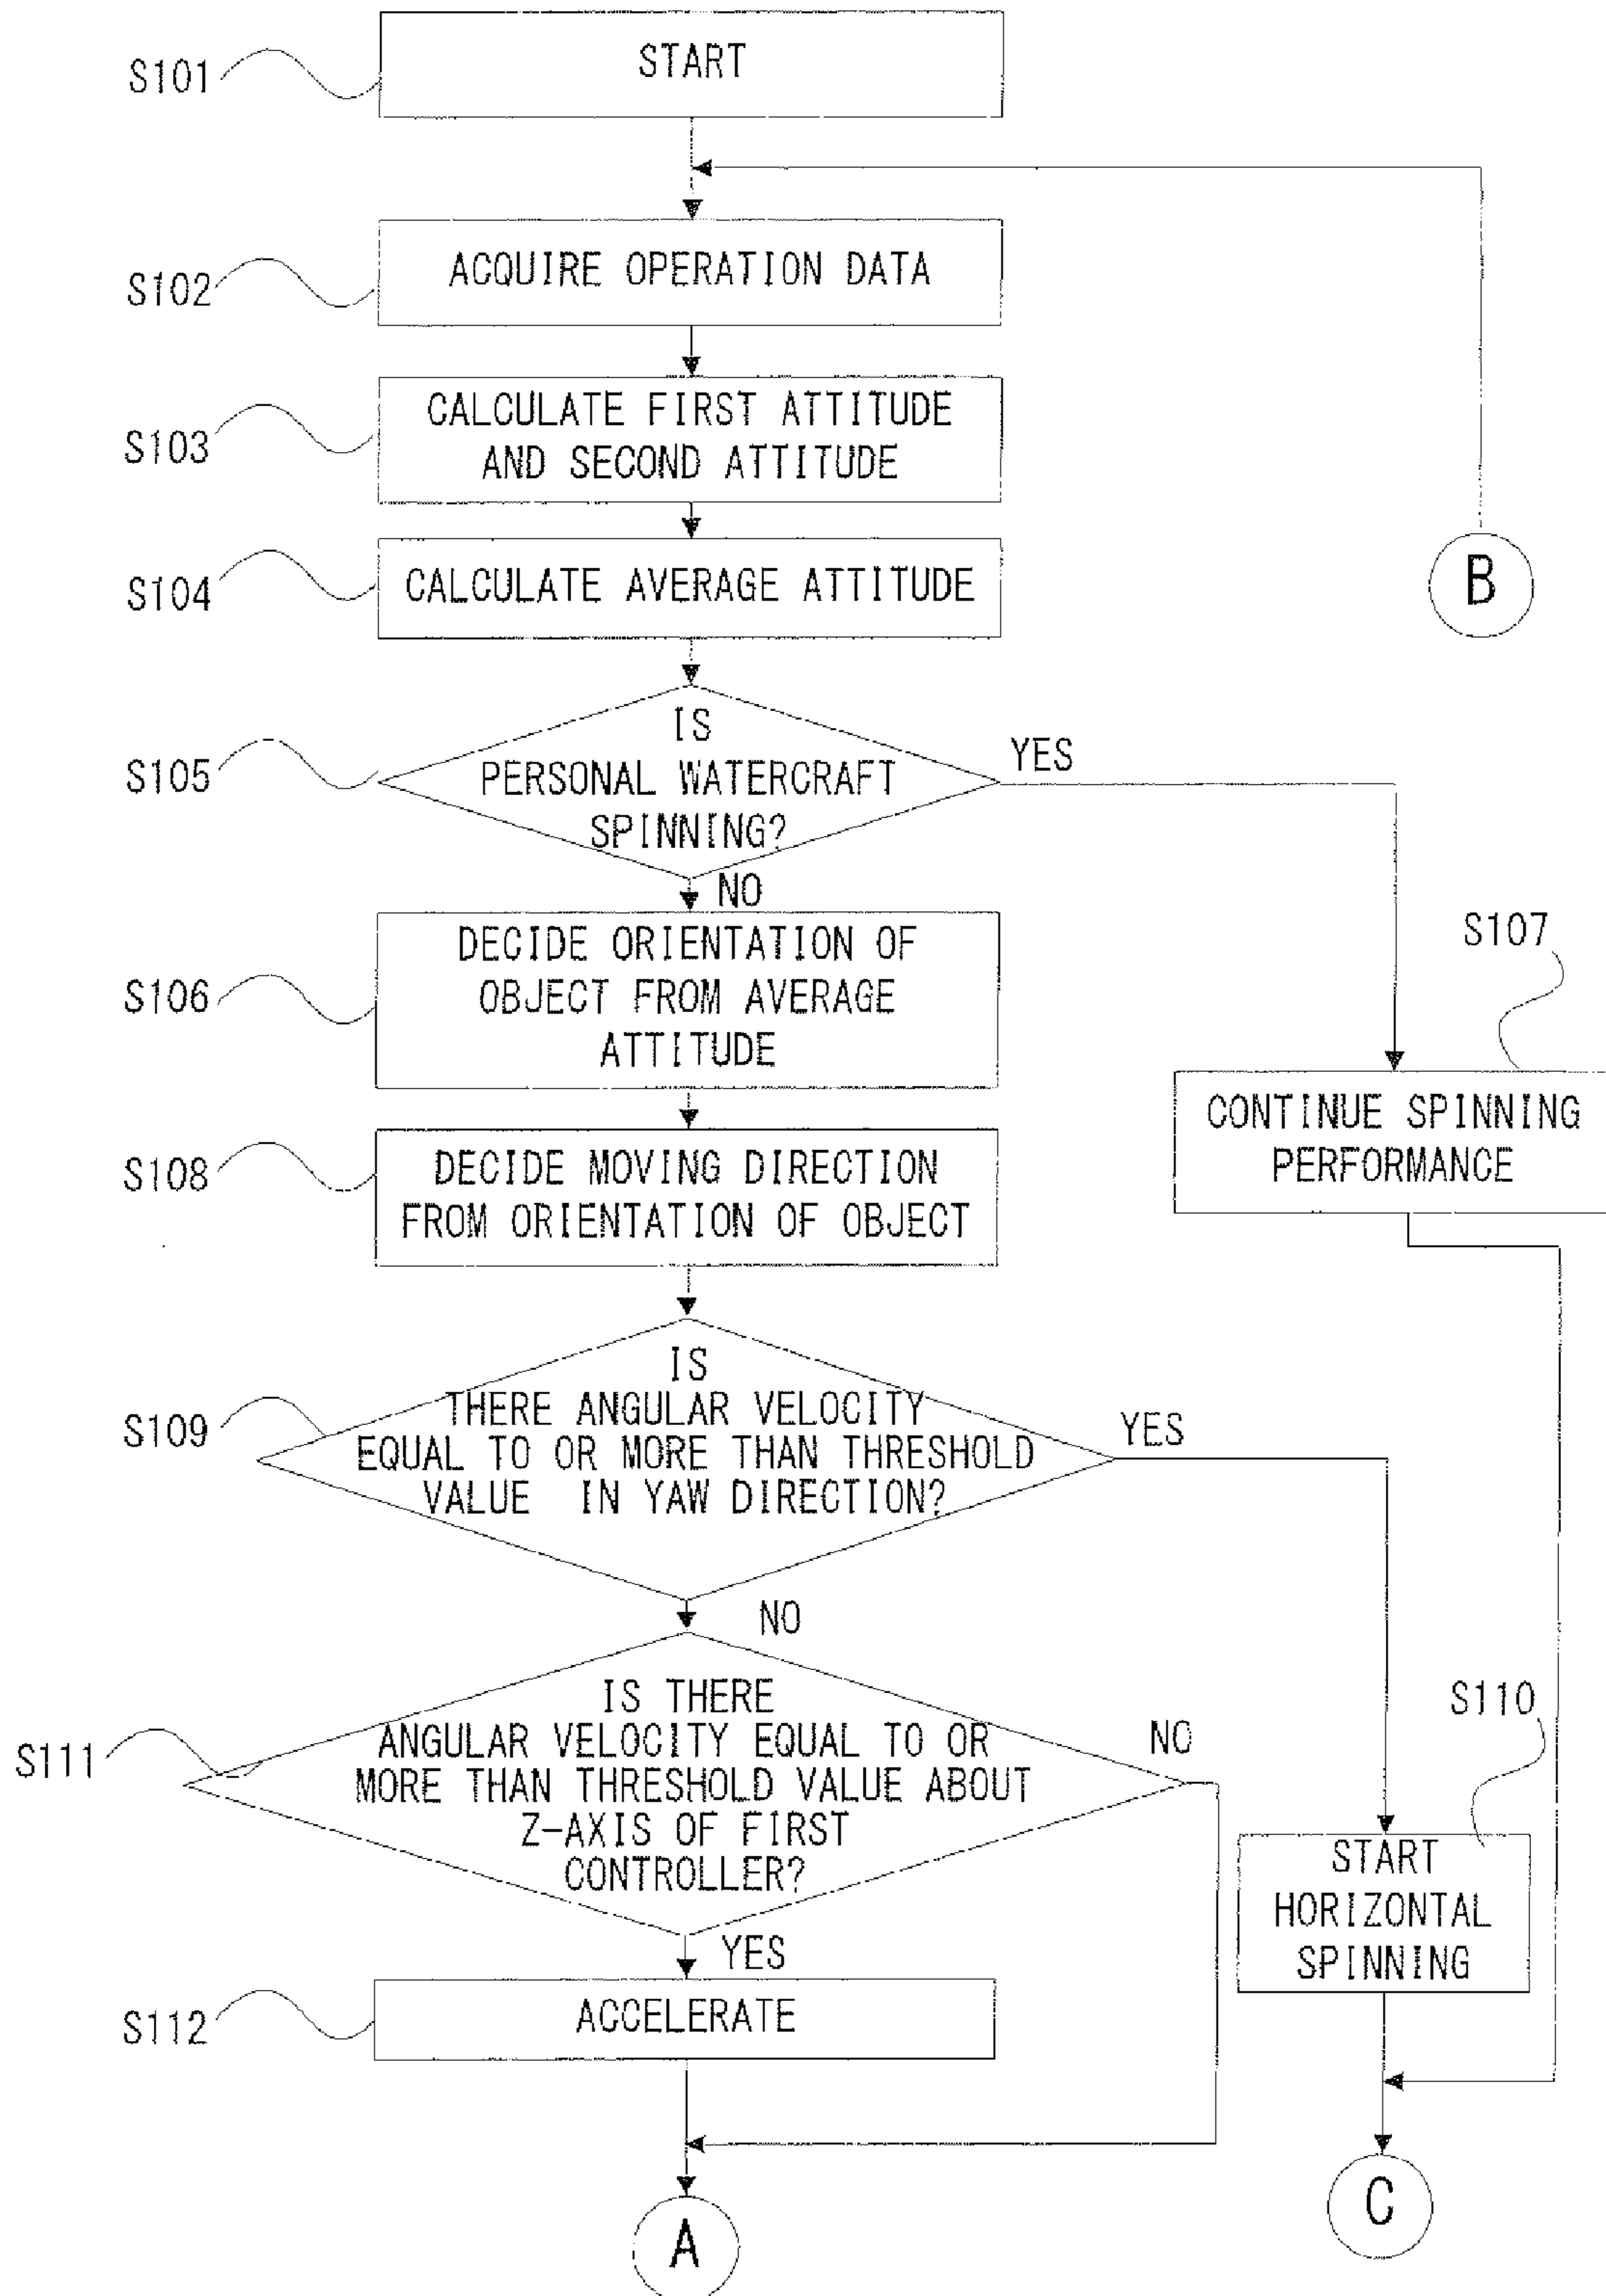 S101
START
S102
ACQUIRE OPERATION DATA
S103
CALCULATE FIRST ATTITUDE
AND SECOND ATTITUDE
S104
CALCULATE AVERAGE ATTITUDE
B
S105
IS
PERSONAL WATERCRAFT
SPINNING?
YES
NO
S106
DECIDE ORIENTATION OF
OBJECT FROM AVERAGE
ATTITUDE
S107
CONTINUE SPINNING
PERFORMANCE
S108
DECIDE MOVING DIRECTION
FROM ORIENTATION OF OBJECT
S109
IS
THERE ANGULAR VELOCITY
EQUAL TO OR MORE THAN THRESHOLD
VALUE IN YAW DIRECTION?
YES
NO
S111
IS THERE
ANGULAR VELOCITY EQUAL TO OR
MORE THAN THRESHOLD VALUE ABOUT
Z-AXIS OF FIRST
CONTROLLER?
NO
YES
S110
START
HORIZONTAL
SPINNING
S112
ACCELERATE
A
C